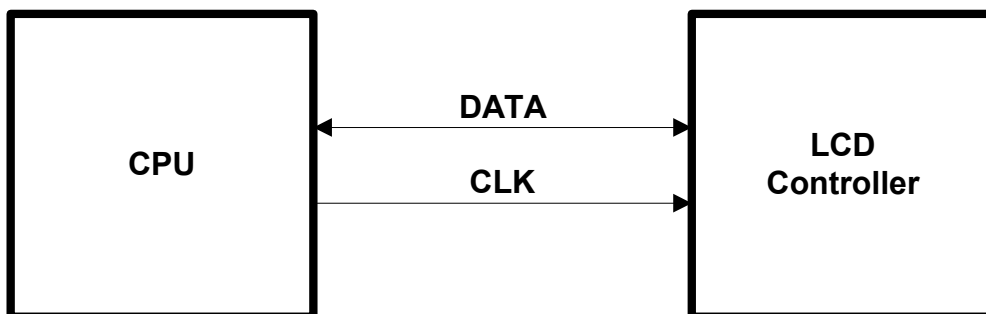 DATA
CPU
CLK
LCD
Controller